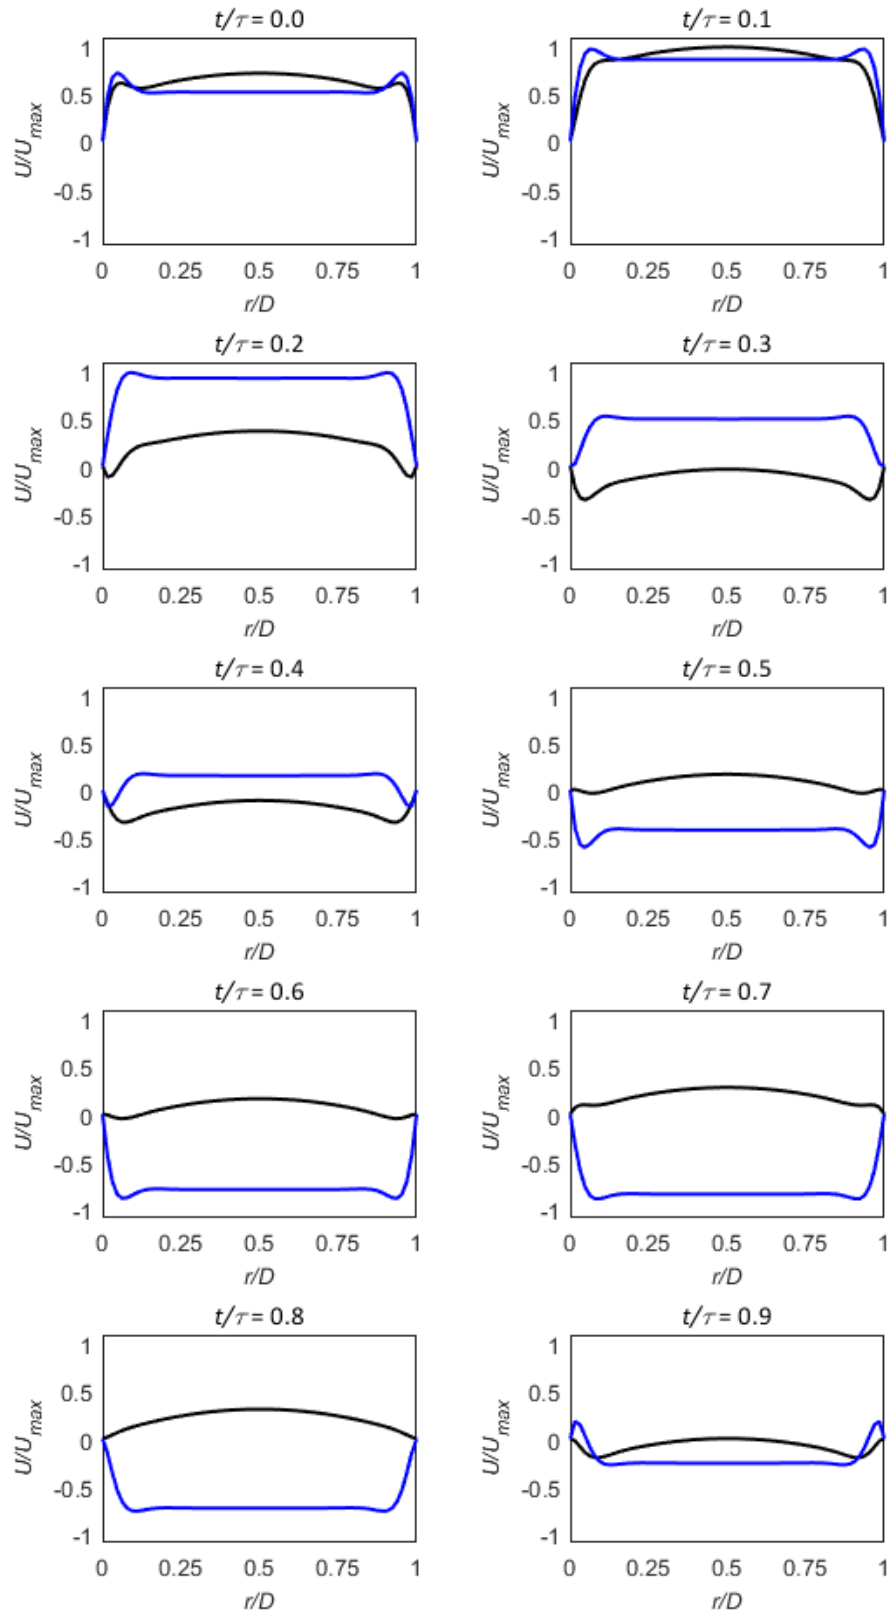 t/τ = 0.0
1
0.5
0
-0.5
-1
U/Umax
0 0.25 0.5 0.75 1
r/D
t/τ = 0.1
1
0.5
0
-0.5
-1
U/Umax
0 0.25 0.5 0.75 1
r/D
t/τ = 0.2
1
0.5
0
-0.5
-1
U/Umax
0 0.25 0.5 0.75 1
r/D
t/τ = 0.3
1
0.5
0
-0.5
-1
U/Umax
0 0.25 0.5 0.75 1
r/D
t/τ = 0.4
1
0.5
0
-0.5
-1
U/Umax
0 0.25 0.5 0.75 1
r/D
t/τ = 0.5
1
0.5
0
-0.5
-1
U/Umax
0 0.25 0.5 0.75 1
r/D
t/τ = 0.6
1
0.5
0
-0.5
-1
U/Umax
0 0.25 0.5 0.75 1
r/D
t/τ = 0.7
1
0.5
0
-0.5
-1
U/Umax
0 0.25 0.5 0.75 1
r/D
t/τ = 0.8
1
0.5
0
-0.5
-1
U/Umax
0 0.25 0.5 0.75 1
r/D
t/τ = 0.9
1
0.5
0
-0.5
-1
U/Umax
0 0.25 0.5 0.75 1
r/D